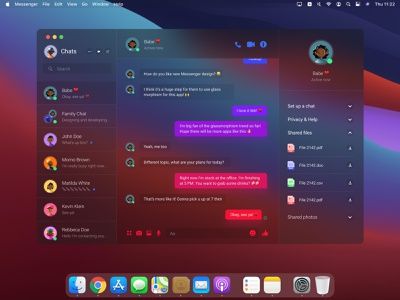 Messenger File Edit View Go Window Help
Thu 11:22
Chats
Search
Babe
Okay, see ya!
Family Chat
Designing and developing
John Doe
What's up bro?
Momo Brown
I'm really busy right now
Matilda White
Kevin Klein
See ya!
Rebbeca Doe
Babe
Active now
How do you like new Messenger design?
I think it's a huge step for them to use glass
morphism for this app!
I love it tbh!
I'm big fan of the glassmorphism trend so far!
Hope there will be more apps like this
Yeah, me too
Different topic, what are your plans for today?
Right now I'm stuck at the office. I'm finishing
at 5 PM. You want to grab some drinks?
That's more like it! Gonna pick u up at 7 then
Okay, see ya!
Aa
Babe
Active now
Set up a chat
Privacy & Help
Shared files
File 2142.pdf
File 2142.doc
File 2142.csv
File 2142.pdf
Shared photos